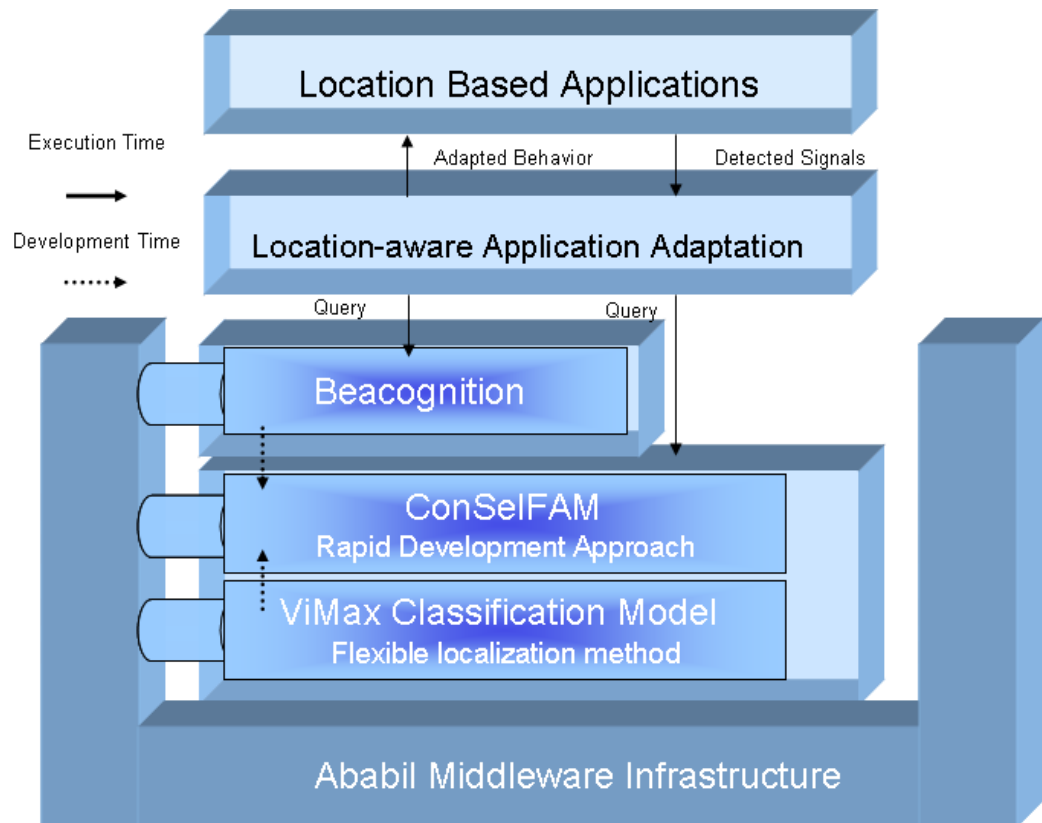 Location Based Applications
Execution Time
Adapted Behavior
Detected Signals
Development Time
Location-aware Application Adaptation
Query
Query
Beacognition
ConSelFAM
Rapid Development Approach
ViMax Classification Model
Flexible localization method
Ababil Middleware Infrastructure